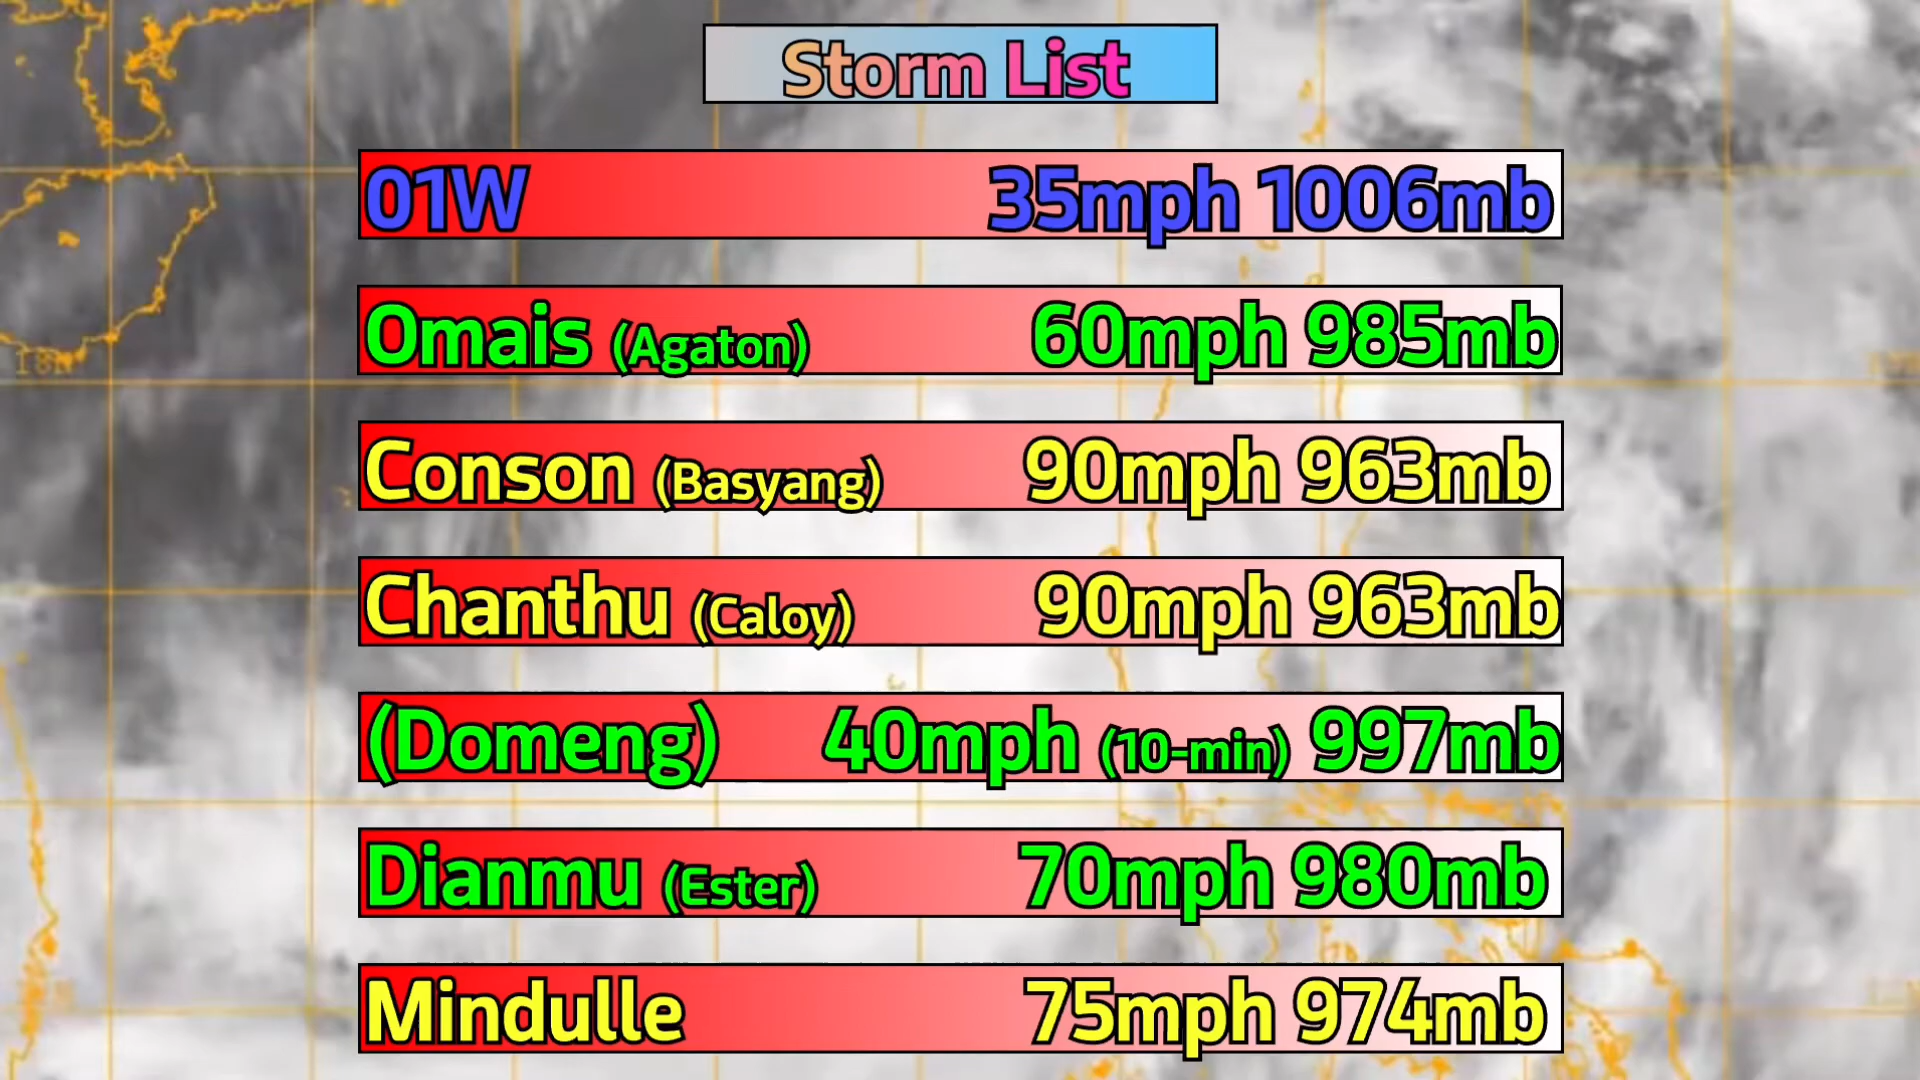 Storm List
01W 35mph 1006mb
Omais (Agaton) 60mph 985mb
Conson (Basyang) 90mph 963mb
Chanthu (Caloy) 90mph 963mb
(Domeng) 40mph (10-min) 997mb
Dianmu (Ester) 70mph 980mb
Mindulle 75mph 974mb